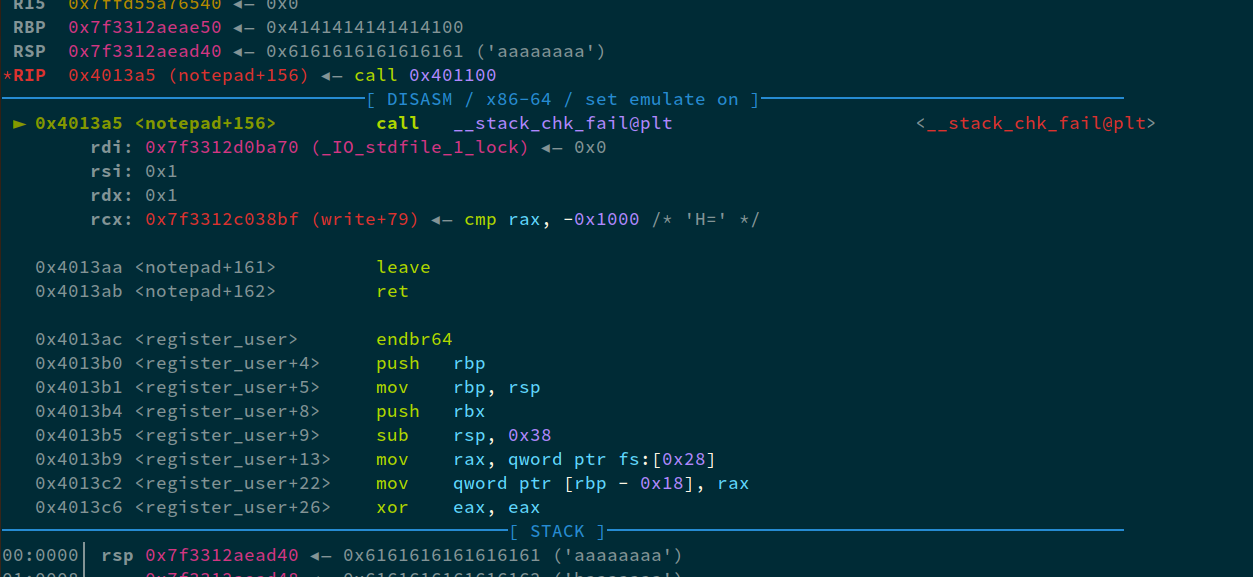 R15 0x7ffd55a76540 ◂— 0x0
RBP 0x7f3312aeae50 ◂— 0x4141414141414100
RSP 0x7f3312aead40 ◂— 0x6161616161616161 ('aaaaaaaa')
*RIP 0x4013a5 (notepad+156) ◂— call 0x401100
[ DISASM / x86-64 / set emulate on ]
► 0x4013a5 <notepad+156> call __stack_chk_fail@plt <__stack_chk_fail@plt>
rdi: 0x7f3312d0ba70 (_IO_stdfile_1_lock) ◂— 0x0
rsi: 0x1
rdx: 0x1
rcx: 0x7f3312c038bf (write+79) ◂— cmp rax, -0x1000 /* 'H=' */
0x4013aa <notepad+161> leave
0x4013ab <notepad+162> ret
0x4013ac <register_user> endbr64
0x4013b0 <register_user+4> push rbp
0x4013b1 <register_user+5> mov rbp, rsp
0x4013b4 <register_user+8> push rbx
0x4013b5 <register_user+9> sub rsp, 0x38
0x4013b9 <register_user+13> mov rax, qword ptr fs:[0x28]
0x4013c2 <register_user+22> mov qword ptr [rbp - 0x18], rax
0x4013c6 <register_user+26> xor eax, eax
[ STACK ]
00:0000│ rsp 0x7f3312aead40 ◂— 0x6161616161616161 ('aaaaaaaa')